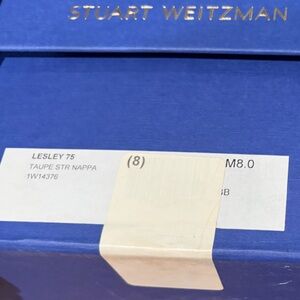 STUART WEITZMAN
LESLEY 75
TAUPE STR NAPPA
1W14376
(8)
M8.0